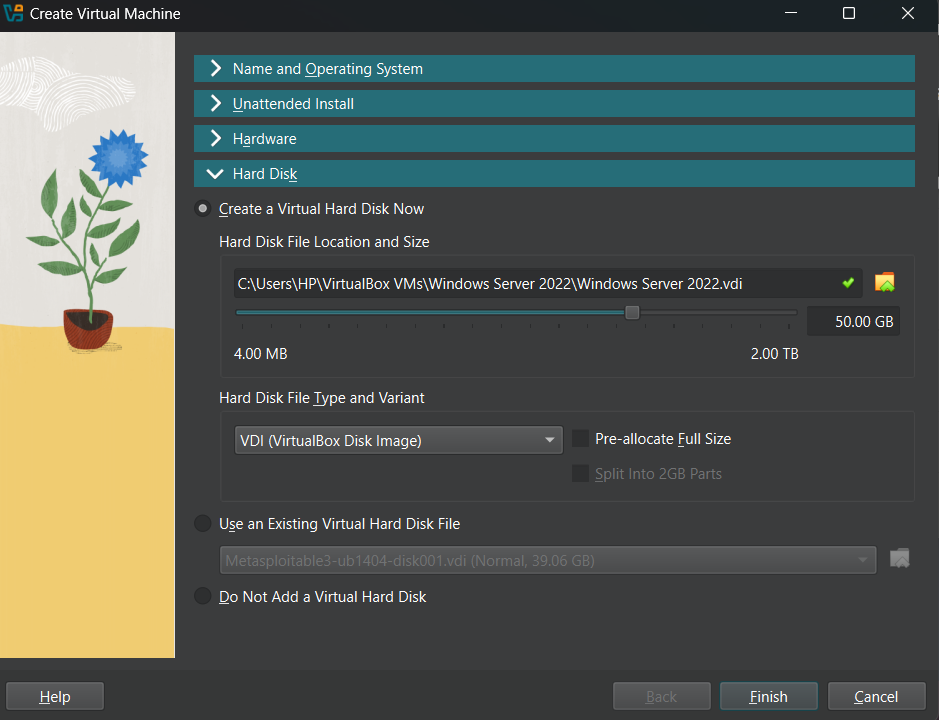 Create Virtual Machine
Name and Operating System
Unattended Install
Hardware
Hard Disk
Create a Virtual Hard Disk Now
Hard Disk File Location and Size
C:\Users\HP\VirtualBox VMs\Windows Server 2022\Windows Server 2022.vdi
50.00 GB
4.00 MB 2.00 TB
Hard Disk File Type and Variant
VDI (VirtualBox Disk Image) Pre-allocate Full Size
Split Into 2GB Parts
Use an Existing Virtual Hard Disk File
Metasploitable3-ub1404-disk001.vdi (Normal, 39.06 GB)
Do Not Add a Virtual Hard Disk
Help Back Finish Cancel